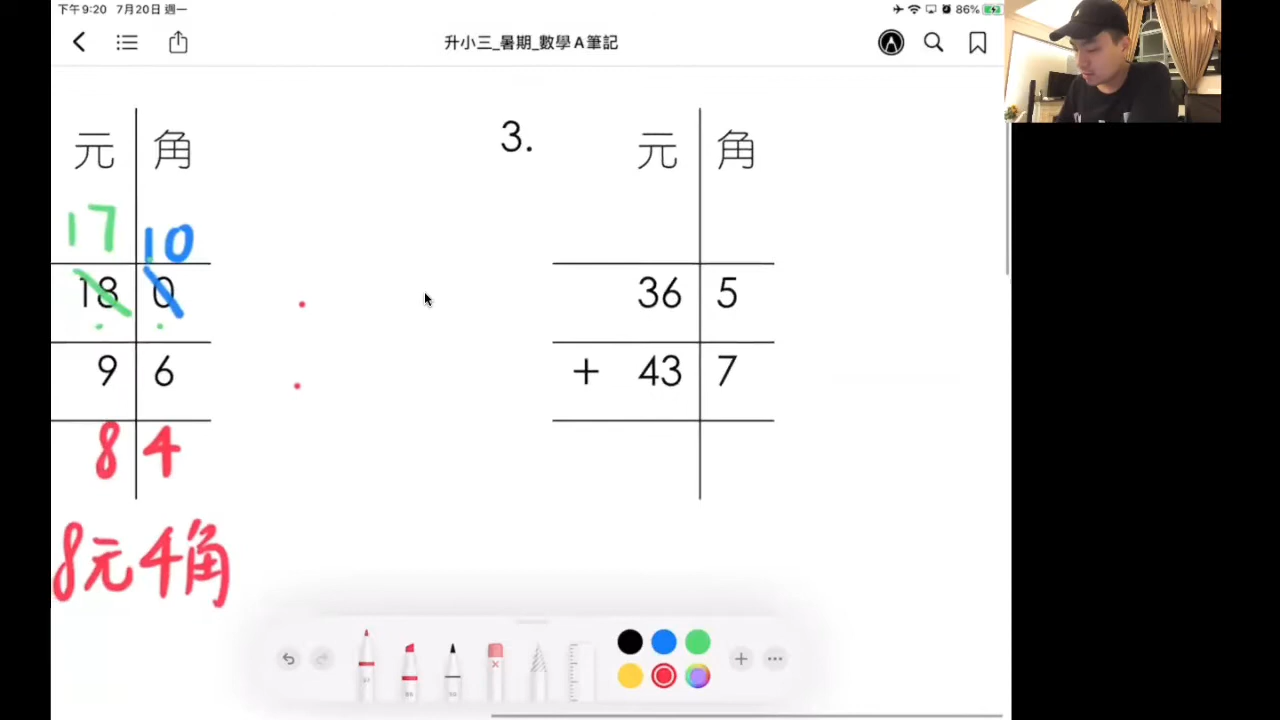 下午9:20 7月20日 週一
86%
升小三_暑期_數學A筆記
元 角
17 10
18 0
9 6
8 4
8元4角
3.
元 角
36 5
+ 43 7